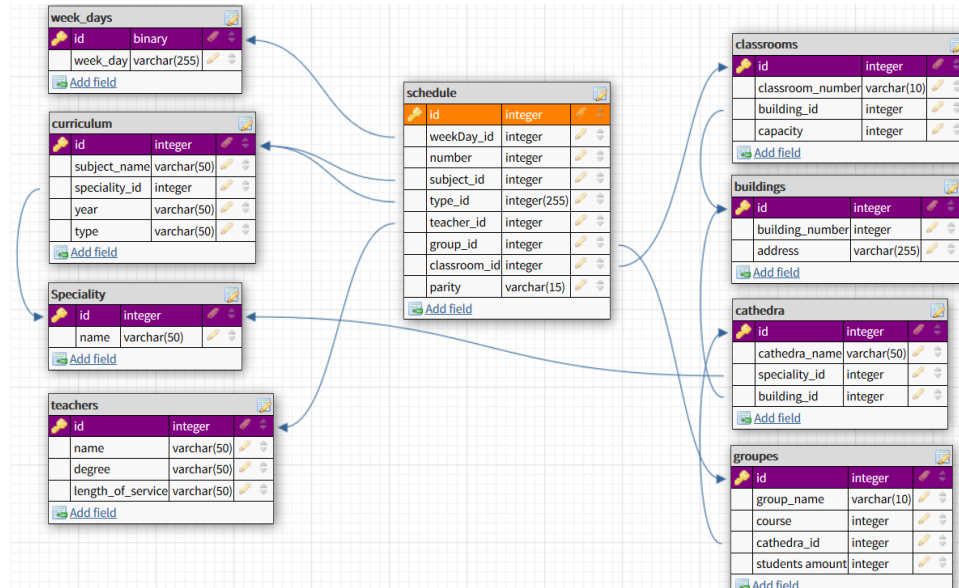 week_days
id binary
week_day varchar(255)
Add field
curriculum
id integer
subject_name varchar(50)
speciality_id integer
year varchar(50)
type varchar(50)
Add field
Speciality
id integer
name varchar(50)
Add field
teachers
id integer
name varchar(50)
degree varchar(50)
length_of_service varchar(50)
Add field
schedule
id integer
weekDay_id integer
number integer
subject_id integer
type_id integer(255)
teacher_id integer
group_id integer
classroom_id integer
parity varchar(15)
Add field
classrooms
id integer
classroom_number varchar(10)
building_id integer
capacity integer
Add field
buildings
id integer
building_number integer
address varchar(255)
Add field
cathedra
id integer
cathedra_name varchar(50)
speciality_id integer
building_id integer
Add field
groupes
id integer
group_name varchar(10)
course integer
cathedra_id integer
students amount integer
Add field